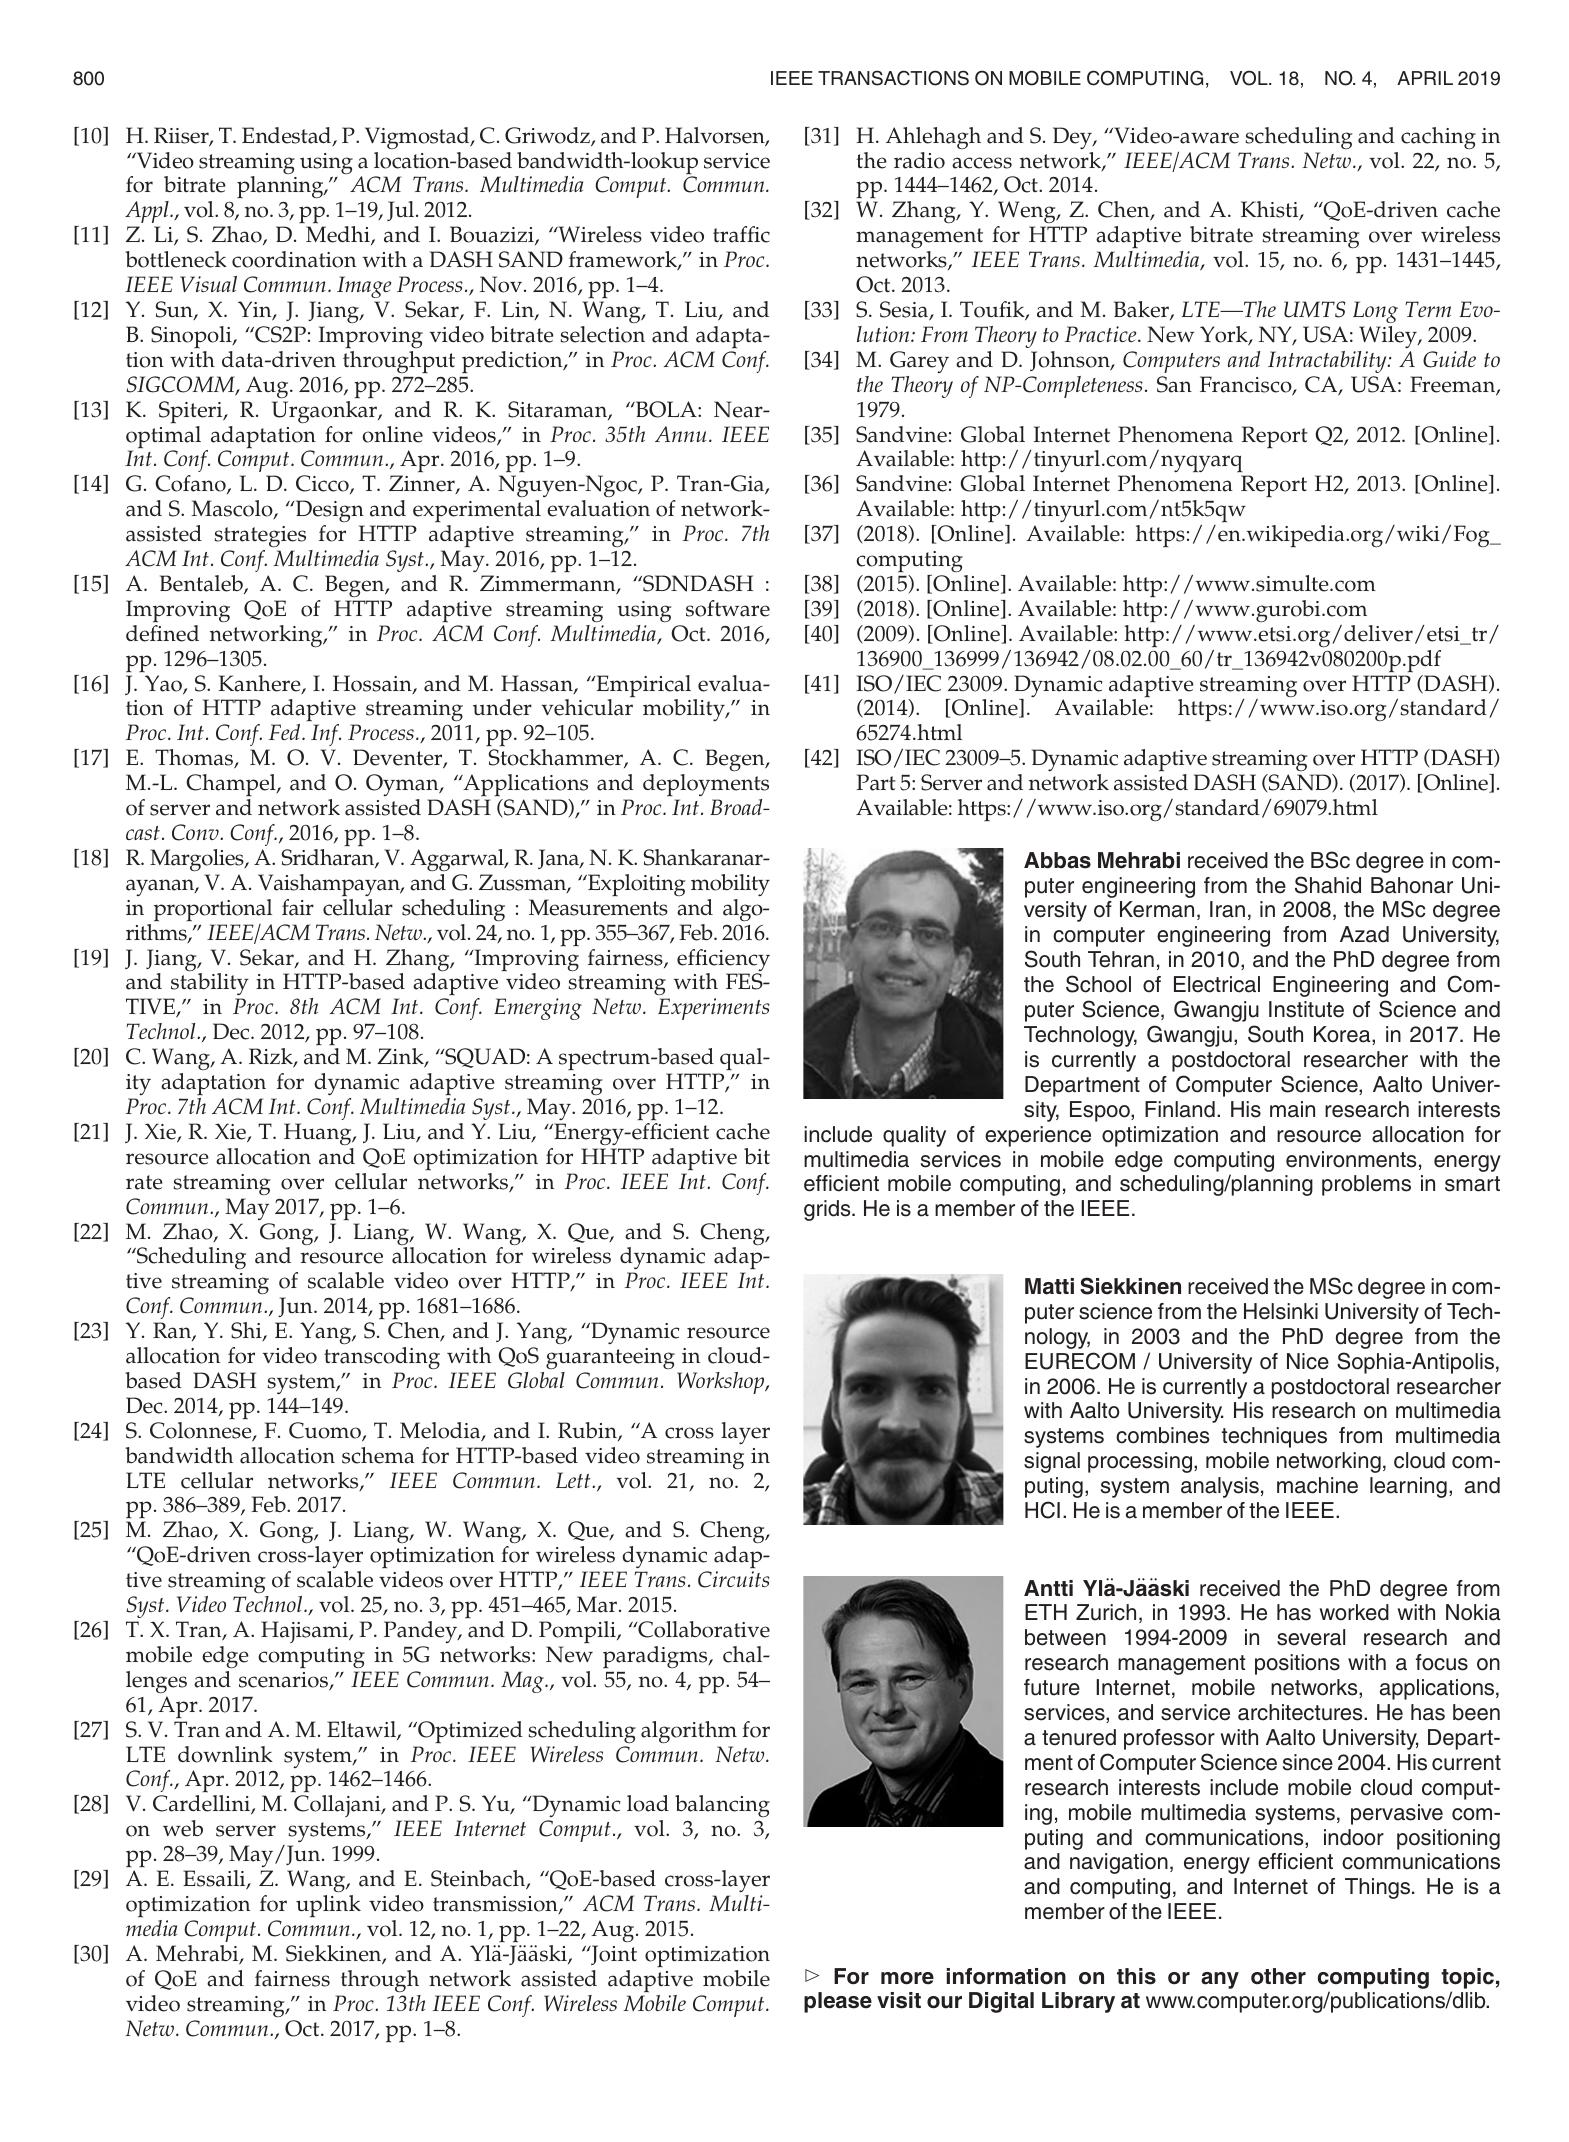 800
IEEE TRANSACTIONS ON MOBILE COMPUTING, VOL. 18, NO. 4, APRIL 2019
[10] H. Riiser, T. Endestad, P. Vigmostad, C. Griwodz, and P. Halvorsen,
“Video streaming using a location-based bandwidth-lookup service
for bitrate planning,” ACM Trans. Multimedia Comput. Commun.
Appl., vol. 8, no. 3, pp. 1–19, Jul. 2012.
[11] Z. Li, S. Zhao, D. Medhi, and I. Bouazizi, “Wireless video traffic
bottleneck coordination with a DASH SAND framework,” in Proc.
IEEE Visual Commun. Image Process., Nov. 2016, pp. 1–4.
[12] Y. Sun, X. Yin, J. Jiang, V. Sekar, F. Lin, N. Wang, T. Liu, and
B. Sinopoli, “CS2P: Improving video bitrate selection and adapta-
tion with data-driven throughput prediction,” in Proc. ACM Conf.
SIGCOMM, Aug. 2016, pp. 272–285.
[13] K. Spiteri, R. Urgaonkar, and R. K. Sitaraman, “BOLA: Near-
optimal adaptation for online videos,” in Proc. 35th Annu. IEEE
Int. Conf. Comput. Commun., Apr. 2016, pp. 1–9.
[14] G. Cofano, L. D. Cicco, T. Zinner, A. Nguyen-Ngoc, P. Tran-Gia,
and S. Mascolo, “Design and experimental evaluation of network-
assisted strategies for HTTP adaptive streaming,” in Proc. 7th
ACM Int. Conf. Multimedia Syst., May. 2016, pp. 1–12.
[15] A. Bentaleb, A. C. Begen, and R. Zimmermann, “SDNDASH :
Improving QoE of HTTP adaptive streaming using software
defined networking,” in Proc. ACM Conf. Multimedia, Oct. 2016,
pp. 1296–1305.
[16] J. Yao, S. Kanhere, I. Hossain, and M. Hassan, “Empirical evalua-
tion of HTTP adaptive streaming under vehicular mobility,” in
Proc. Int. Conf. Fed. Inf. Process., 2011, pp. 92–105.
[17] E. Thomas, M. O. V. Deventer, T. Stockhammer, A. C. Begen,
M.-L. Champel, and O. Oyman, “Applications and deployments
of server and network assisted DASH (SAND),” in Proc. Int. Broad-
cast. Conv. Conf., 2016, pp. 1–8.
[18] R. Margolies, A. Sridharan, V. Aggarwal, R. Jana, N. K. Shankaranar-
ayanan, V. A. Vaishampayan, and G. Zussman, “Exploiting mobility
in proportional fair cellular scheduling : Measurements and algo-
rithms,” IEEE/ACM Trans. Netw., vol. 24, no. 1, pp. 355–367, Feb. 2016.
[19] J. Jiang, V. Sekar, and H. Zhang, “Improving fairness, efficiency
and stability in HTTP-based adaptive video streaming with FES-
TIVE,” in Proc. 8th ACM Int. Conf. Emerging Netw. Experiments
Technol., Dec. 2012, pp. 97–108.
[20] C. Wang, A. Rizk, and M. Zink, “SQUAD: A spectrum-based qual-
ity adaptation for dynamic adaptive streaming over HTTP,” in
Proc. 7th ACM Int. Conf. Multimedia Syst., May. 2016, pp. 1–12.
[21] J. Xie, R. Xie, T. Huang, J. Liu, and Y. Liu, “Energy-efficient cache
resource allocation and QoE optimization for HHTP adaptive bit
rate streaming over cellular networks,” in Proc. IEEE Int. Conf.
Commun., May 2017, pp. 1–6.
[22] M. Zhao, X. Gong, J. Liang, W. Wang, X. Que, and S. Cheng,
“Scheduling and resource allocation for wireless dynamic adap-
tive streaming of scalable video over HTTP,” in Proc. IEEE Int.
Conf. Commun., Jun. 2014, pp. 1681–1686.
[23] Y. Ran, Y. Shi, E. Yang, S. Chen, and J. Yang, “Dynamic resource
allocation for video transcoding with QoS guaranteeing in cloud-
based DASH system,” in Proc. IEEE Global Commun. Workshop,
Dec. 2014, pp. 144–149.
[24] S. Colonnese, F. Cuomo, T. Melodia, and I. Rubin, “A cross layer
bandwidth allocation schema for HTTP-based video streaming in
LTE cellular networks,” IEEE Commun. Lett., vol. 21, no. 2,
pp. 386–389, Feb. 2017.
[25] M. Zhao, X. Gong, J. Liang, W. Wang, X. Que, and S. Cheng,
“QoE-driven cross-layer optimization for wireless dynamic adap-
tive streaming of scalable videos over HTTP,” IEEE Trans. Circuits
Syst. Video Technol., vol. 25, no. 3, pp. 451–465, Mar. 2015.
[26] T. X. Tran, A. Hajisami, P. Pandey, and D. Pompili, “Collaborative
mobile edge computing in 5G networks: New paradigms, chal-
lenges and scenarios,” IEEE Commun. Mag., vol. 55, no. 4, pp. 54–
61, Apr. 2017.
[27] S. V. Tran and A. M. Eltawil, “Optimized scheduling algorithm for
LTE downlink system,” in Proc. IEEE Wireless Commun. Netw.
Conf., Apr. 2012, pp. 1462–1466.
[28] V. Cardellini, M. Collajani, and P. S. Yu, “Dynamic load balancing
on web server systems,” IEEE Internet Comput., vol. 3, no. 3,
pp. 28–39, May/Jun. 1999.
[29] A. E. Essaili, Z. Wang, and E. Steinbach, “QoE-based cross-layer
optimization for uplink video transmission,” ACM Trans. Multi-
media Comput. Commun., vol. 12, no. 1, pp. 1–22, Aug. 2015.
[30] A. Mehrabi, M. Siekkinen, and A. Ylä-Jääski, “Joint optimization
of QoE and fairness through network assisted adaptive mobile
video streaming,” in Proc. 13th IEEE Conf. Wireless Mobile Comput.
Netw. Commun., Oct. 2017, pp. 1–8.
[31] H. Ahlehagh and S. Dey, “Video-aware scheduling and caching in
the radio access network,” IEEE/ACM Trans. Netw., vol. 22, no. 5,
pp. 1444–1462, Oct. 2014.
[32] W. Zhang, Y. Weng, Z. Chen, and A. Khisti, “QoE-driven cache
management for HTTP adaptive bitrate streaming over wireless
networks,” IEEE Trans. Multimedia, vol. 15, no. 6, pp. 1431–1445,
Oct. 2013.
[33] S. Sesia, I. Toufik, and M. Baker, LTE—The UMTS Long Term Evo-
lution: From Theory to Practice. New York, NY, USA: Wiley, 2009.
[34] M. Garey and D. Johnson, Computers and Intractability: A Guide to
the Theory of NP-Completeness. San Francisco, CA, USA: Freeman,
1979.
[35] Sandvine: Global Internet Phenomena Report Q2, 2012. [Online].
Available: http://tinyurl.com/nyqyarq
[36] Sandvine: Global Internet Phenomena Report H2, 2013. [Online].
Available: http://tinyurl.com/nt5k5qw
[37] (2018). [Online]. Available: https://en.wikipedia.org/wiki/Fog_
computing
[38] (2015). [Online]. Available: http://www.simulte.com
[39] (2018). [Online]. Available: http://www.gurobi.com
[40] (2009). [Online]. Available: http://www.etsi.org/deliver/etsi_tr/
136900_136999/136942/08.02.00_60/tr_136942v080200p.pdf
[41] ISO/IEC 23009. Dynamic adaptive streaming over HTTP (DASH).
(2014). [Online]. Available: https://www.iso.org/standard/
65274.html
[42] ISO/IEC 23009–5. Dynamic adaptive streaming over HTTP (DASH)
Part 5: Server and network assisted DASH (SAND). (2017). [Online].
Available: https://www.iso.org/standard/69079.html
Abbas Mehrabi received the BSc degree in com-
puter engineering from the Shahid Bahonar Uni-
versity of Kerman, Iran, in 2008, the MSc degree
in computer engineering from Azad University,
South Tehran, in 2010, and the PhD degree from
the School of Electrical Engineering and Com-
puter Science, Gwangju Institute of Science and
Technology, Gwangju, South Korea, in 2017. He
is currently a postdoctoral researcher with the
Department of Computer Science, Aalto Univer-
sity, Espoo, Finland. His main research interests
include quality of experience optimization and resource allocation for
multimedia services in mobile edge computing environments, energy
efficient mobile computing, and scheduling/planning problems in smart
grids. He is a member of the IEEE.
Matti Siekkinen received the MSc degree in com-
puter science from the Helsinki University of Tech-
nology, in 2003 and the PhD degree from the
EURECOM / University of Nice Sophia-Antipolis,
in 2006. He is currently a postdoctoral researcher
with Aalto University. His research on multimedia
systems combines techniques from multimedia
signal processing, mobile networking, cloud com-
puting, system analysis, machine learning, and
HCI. He is a member of the IEEE.
Antti Ylä-Jääski received the PhD degree from
ETH Zurich, in 1993. He has worked with Nokia
between 1994-2009 in several research and
research management positions with a focus on
future Internet, mobile networks, applications,
services, and service architectures. He has been
a tenured professor with Aalto University, Depart-
ment of Computer Science since 2004. His current
research interests include mobile cloud comput-
ing, mobile multimedia systems, pervasive com-
puting and communications, indoor positioning
and navigation, energy efficient communications
and computing, and Internet of Things. He is a
member of the IEEE.
▷ For more information on this or any other computing topic,
please visit our Digital Library at www.computer.org/publications/dlib.